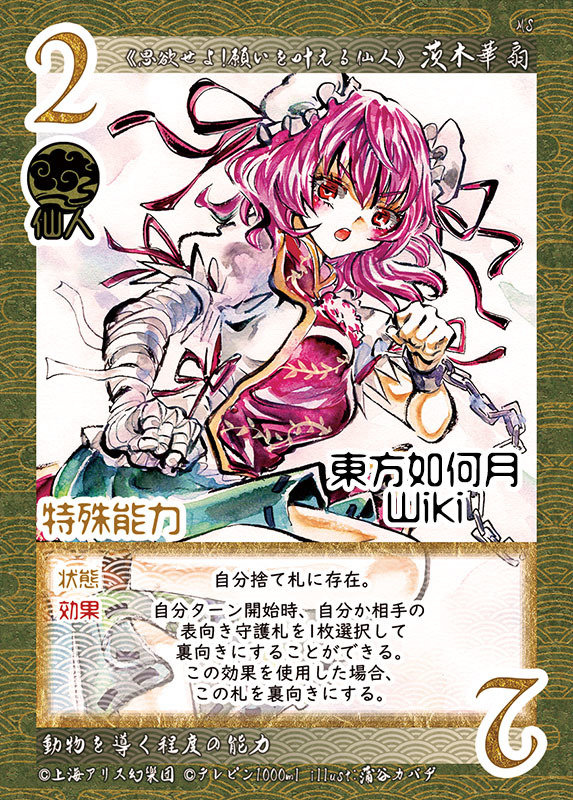 MS
2
《思欲せよ!願いを叶える仙人》 茨木華扇
仙人
東方如何月
Wiki
特殊能力
状態
自分捨て札に存在。
効果
自分ターン開始時、自分か相手の
表向き守護札を1枚選択して
裏向きにすることができる。
この効果を使用した場合、
この札を裏向きにする。
2
動物を導く程度の能力
©上海アリス幻樂団 ©テレピン1000ml illust:蒲谷カバヂ